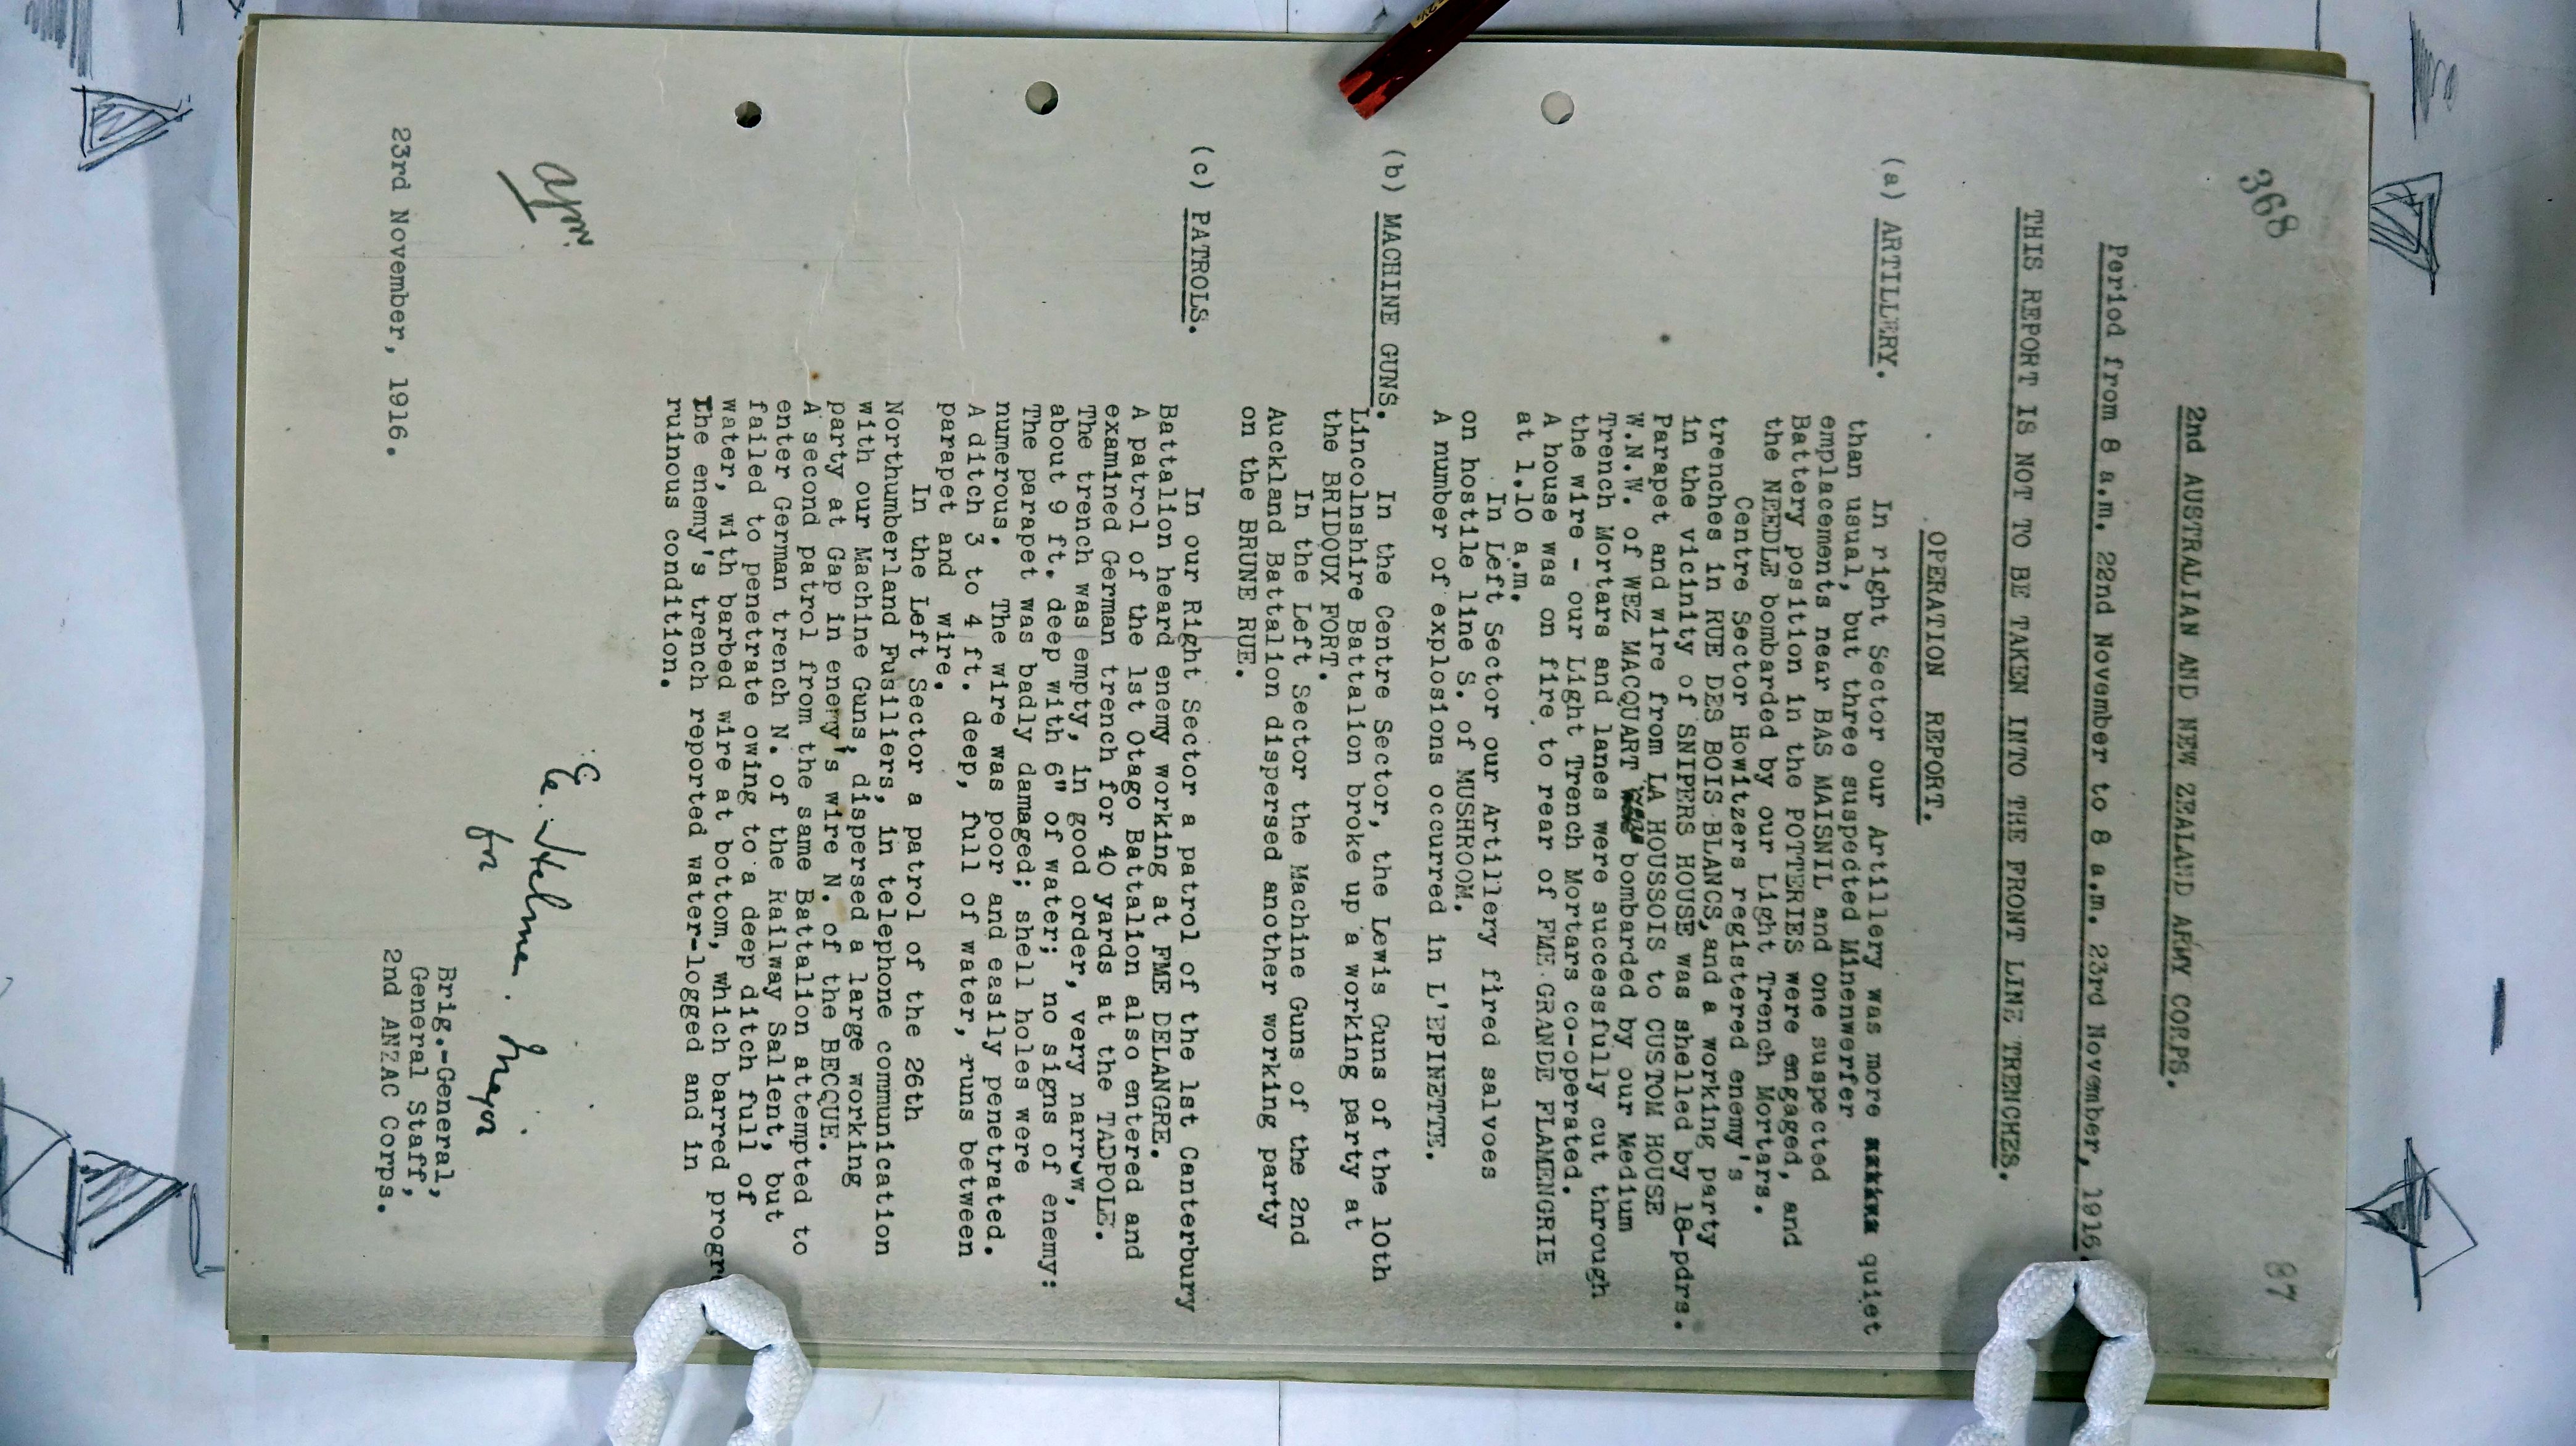 368
87
2nd AUSTRALIAN AND NEW ZEALAND ARMY CORPS.
Period from 8 a.m. 22nd November to 8 a.m. 23rd November, 1916.
THIS REPORT IS NOT TO BE TAKEN INTO THE FRONT LINE TRENCHES.
OPERATION REPORT.
(a) ARTILLERY.
In right Sector our Artillery was more quiet
than usual, but three suspected Minenwerfer
emplacements near BAS MAISNIL and one suspected
Battery position in the POTTERIES were engaged, and
the NEEDLE bombarded by our Light Trench Mortars.
Centre Sector Howitzers registered enemy's
trenches in RUE DES BOIS BLANCS, and a working party
in the vicinity of SNIPERS HOUSE was shelled by 18-pdrs.
Parapet and wire from LA HOUSSOIS to CUSTOM HOUSE
W.N.W. of WEZ MACQUART were bombarded by our Medium
Trench Mortars and lanes were successfully cut through
the wire - our Light Trench Mortars co-operated.
A house was on fire to rear of FME GRANDE FLAMENGRIE
at 1.10 a.m.
In Left Sector our Artillery fired salvoes
on hostile line S. of MUSHROOM.
A number of explosions occurred in L'EPINETTE.
(b) MACHINE GUNS.
In the Centre Sector, the Lewis Guns of the 10th
Lincolnshire Battalion broke up a working party at
the BRIDOUX FORT.
In the Left Sector the Machine Guns of the 2nd
Auckland Battalion dispersed another working party
on the BRUNE RUE.
(c) PATROLS.
In our Right Sector a patrol of the 1st Canterbury
Battalion heard enemy working at FME DELANGRE.
A patrol of the 1st Otago Battalion also entered and
examined German trench for 40 yards at the TADPOLE.
The trench was empty, in good order, very narrow,
about 9 ft. deep with 6" of water; no signs of enemy:
The parapet was badly damaged; shell holes were
numerous. The wire was poor and easily penetrated.
A ditch 3 to 4 ft. deep, full of water, runs between
parapet and wire.
In the Left Sector a patrol of the 26th
Northumberland Fusiliers, in telephone communication
with our Machine Guns, dispersed a large working
party at Gap in enemy's wire N. of the BECQUE.
A second patrol from the same Battalion attempted to
enter German trench N. of the Railway Salient, but
failed to penetrate owing to a deep ditch full of
water, with barbed wire at bottom, which barred progre
The enemy's trench reported water-logged and in
ruinous condition.
Major
for
Brig.-General,
General Staff,
2nd ANZAC Corps.
23rd November, 1916.